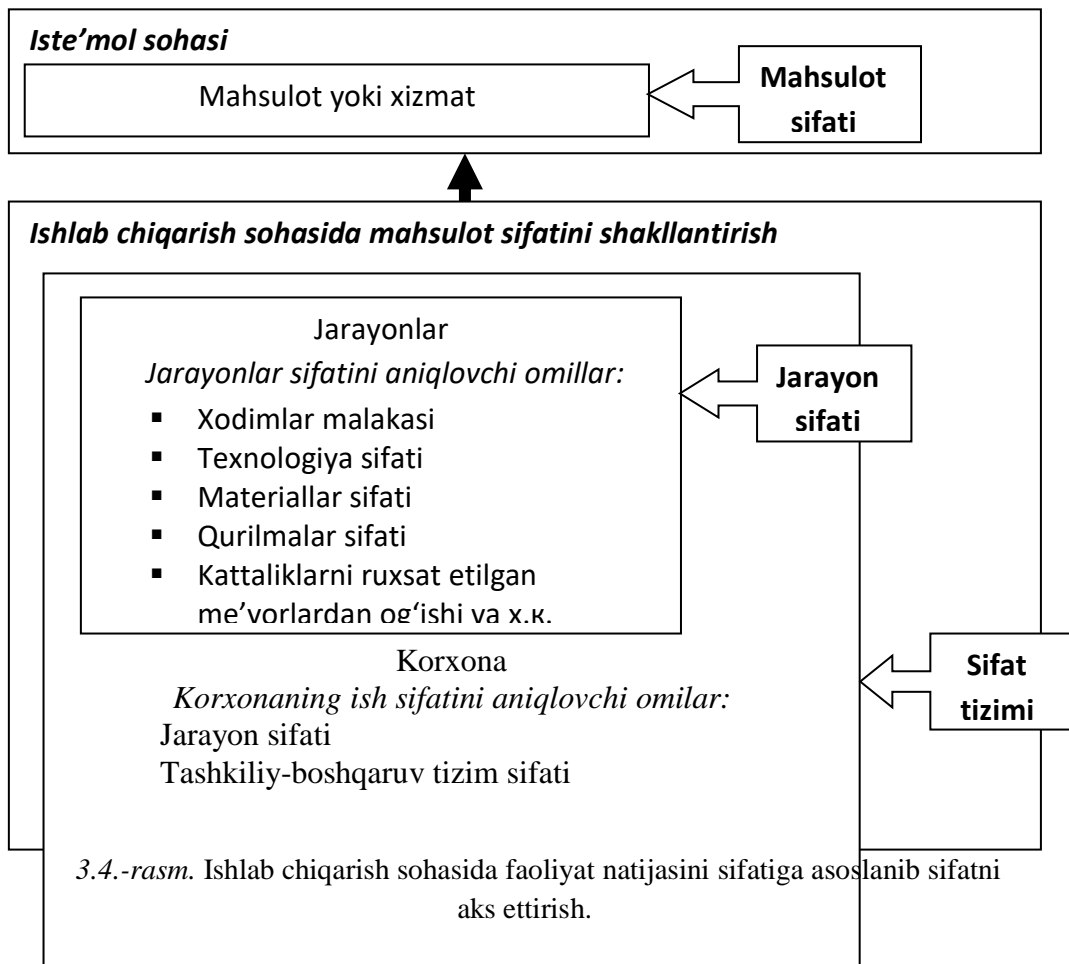 Iste’mol sohasi
Mahsulot yoki xizmat
Mahsulot
sifati
Ishlab chiqarish sohasida mahsulot sifatini shakllantirish
Jarayonlar
Jarayonlar sifatini aniqlovchi omillar:
▪ Xodimlar malakasi
▪ Texnologiya sifati
▪ Materiallar sifati
▪ Qurilmalar sifati
▪ Kattaliklarni ruxsat etilgan
me’yorlardan og‘ishi va x.к.
Jarayon
sifati
Korxona
Korxonaning ish sifatini aniqlovchi omilar:
Jarayon sifati
Tashkiliy-boshqaruv tizim sifati
Sifat
tizimi
3.4.-rasm. Ishlab chiqarish sohasida faoliyat natijasini sifatiga asoslanib sifatni
aks ettirish.